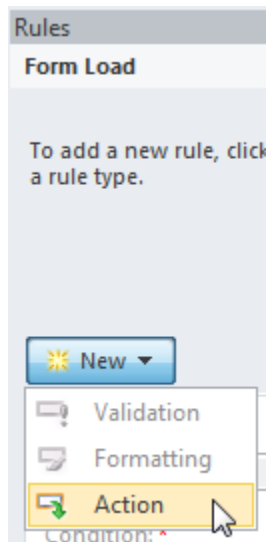 Rules
Form Load
To add a new rule, click
a rule type.
New
Validation
Formatting
Action
Condition: *